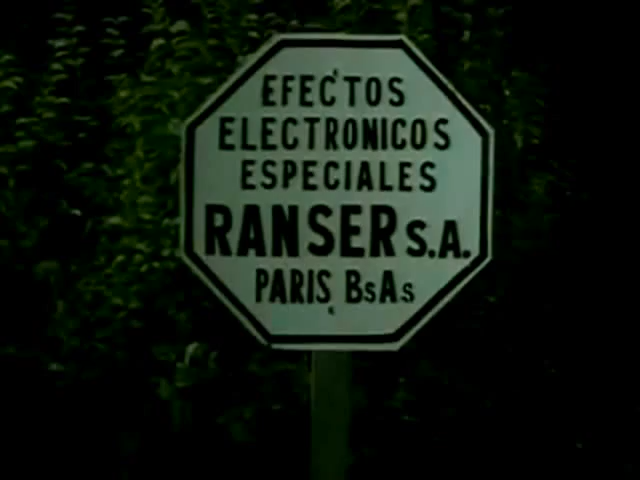 EFECTOS
ELECTRONICOS
ESPECIALES
RANSER S.A.
PARIS, BsAs